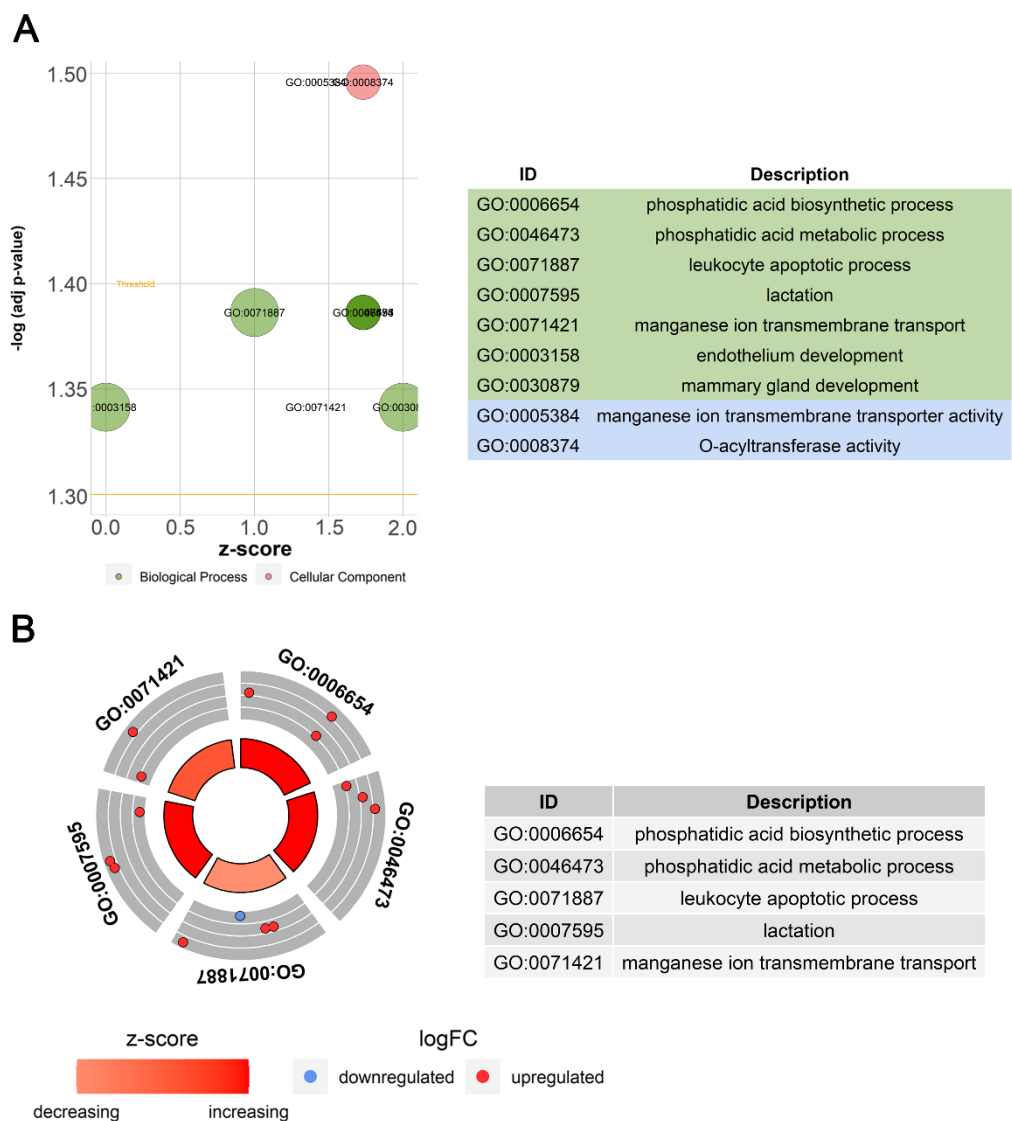 A
1.50
1.45
1.40
1.35
1.30
-log (adj p-value)
GO:0005384
GO:0008374
Threshold
GO:0071887
GO:0003158
GO:0071421
0.0 0.5 1.0 1.5 2.0
z-score
Biological Process Cellular Component
ID Description
GO:0006654 phosphatidic acid biosynthetic process
GO:0046473 phosphatidic acid metabolic process
GO:0071887 leukocyte apoptotic process
GO:0007595 lactation
GO:0071421 manganese ion transmembrane transport
GO:0003158 endothelium development
GO:0030879 mammary gland development
GO:0005384 manganese ion transmembrane transporter activity
GO:0008374 O-acyltransferase activity
B
GO:0071421
GO:0006654
GO:0046473
GO:0071887
GO:0007595
ID Description
GO:0006654 phosphatidic acid biosynthetic process
GO:0046473 phosphatidic acid metabolic process
GO:0071887 leukocyte apoptotic process
GO:0007595 lactation
GO:0071421 manganese ion transmembrane transport
z-score
decreasing increasing
logFC
downregulated upregulated